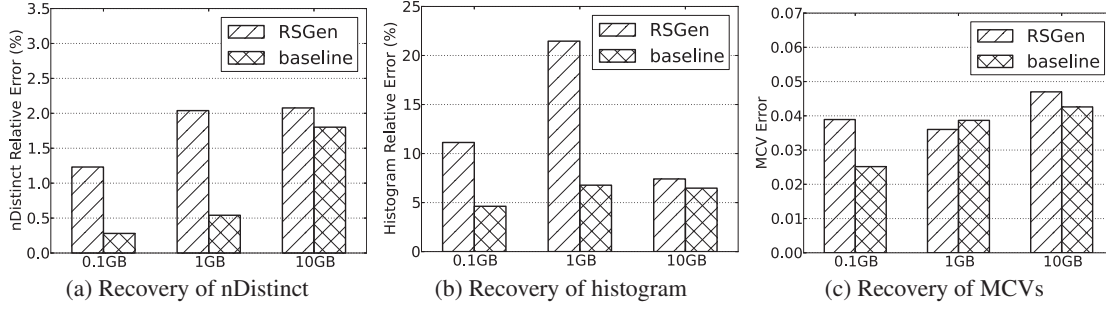 nDistinct Relative Error (%)
3.5
3.0
2.5
2.0
1.5
1.0
0.5
0.0
RSGen
baseline
0.1GB
1GB
10GB
(a) Recovery of nDistinct
Histogram Relative Error (%)
25
20
15
10
5
0
RSGen
baseline
0.1GB
1GB
10GB
(b) Recovery of histogram
MCV Error
0.07
0.06
0.05
0.04
0.03
0.02
0.01
0.00
RSGen
baseline
0.1GB
1GB
10GB
(c) Recovery of MCVs